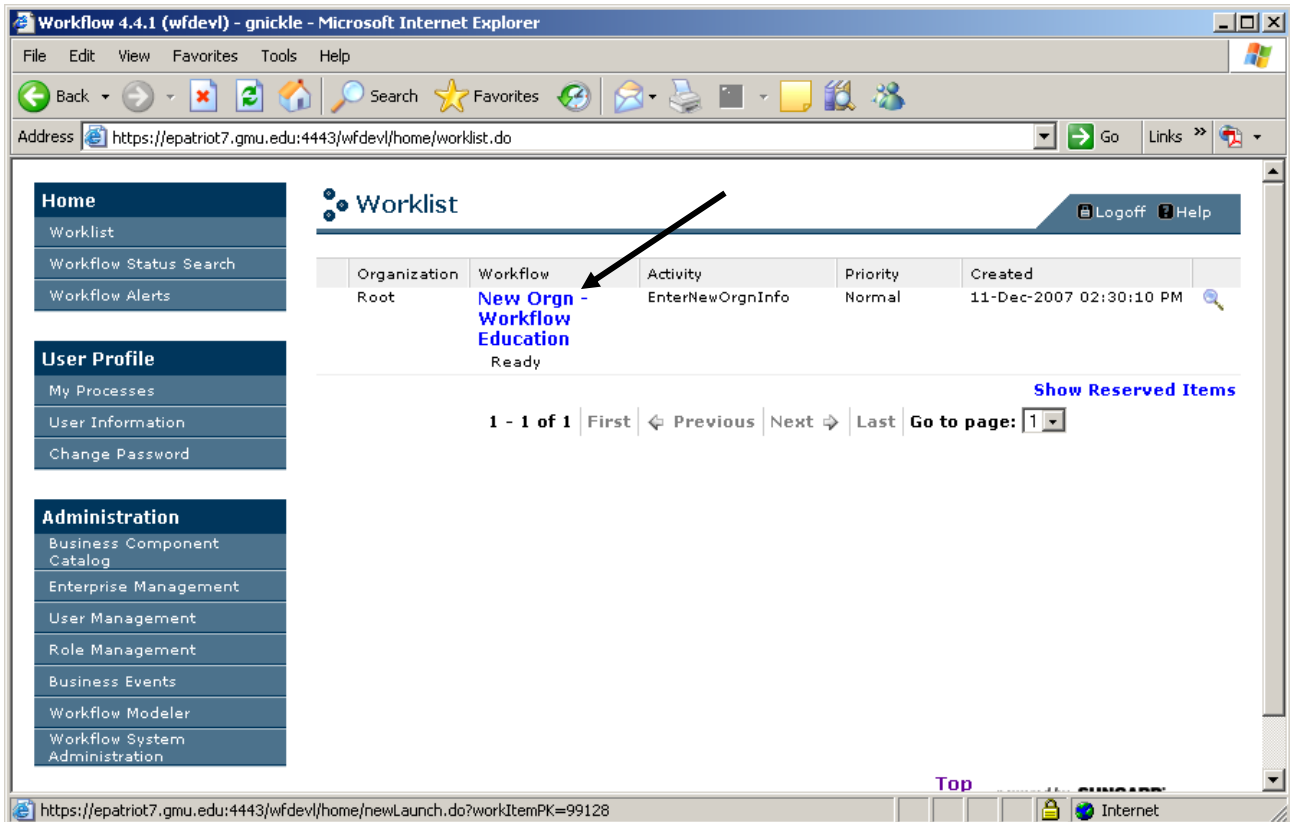 Workflow 4.4.1 (wfdevl) - gnickle - Microsoft Internet Explorer
File Edit View Favorites Tools Help
Back Search Favorites
Address https://epatriot7.gmu.edu:4443/wfdevl/home/worklist.do Go Links »
Home
Worklist
Workflow Status Search
Workflow Alerts
User Profile
My Processes
User Information
Change Password
Administration
Business Component
Catalog
Enterprise Management
User Management
Role Management
Business Events
Workflow Modeler
Workflow System
Administration
Worklist
Logoff Help
Organization Workflow Activity Priority Created
Root New Orgn - EnterNewOrgnInfo Normal 11-Dec-2007 02:30:10 PM
Workflow
Education
Ready
Show Reserved Items
1 - 1 of 1 First Previous Next Last Go to page: 1
Top
https://epatriot7.gmu.edu:4443/wfdevl/home/newLaunch.do?workItemPK=99128 Internet